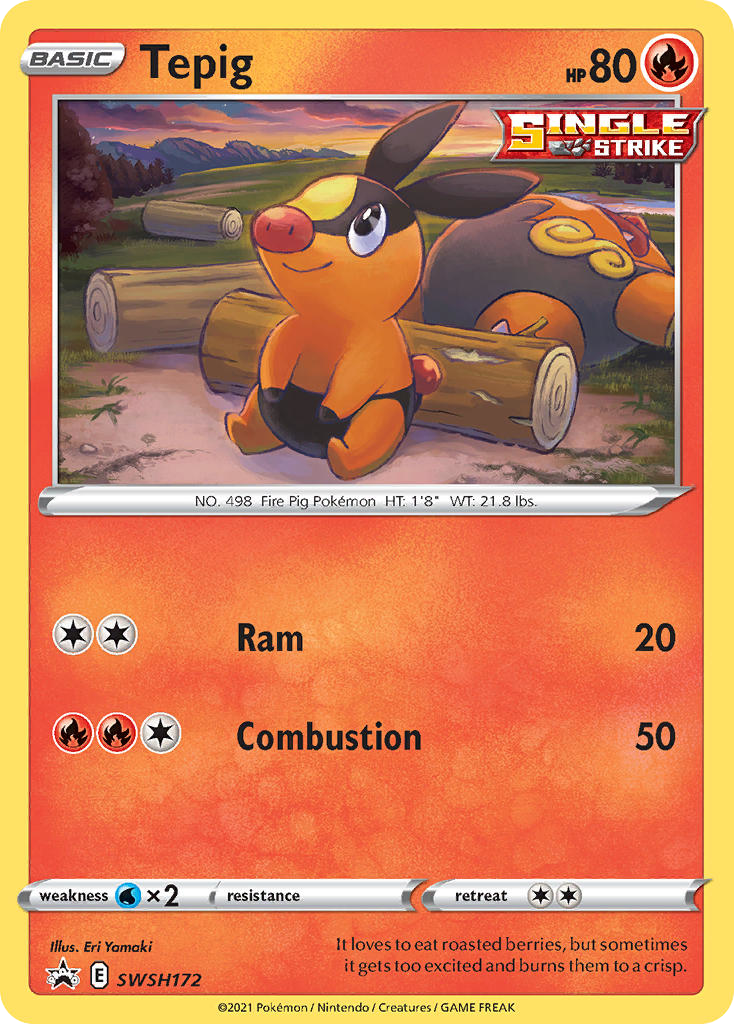 BASIC Tepig HP 80
SINGLE
STRIKE
NO. 498 Fire Pig Pokémon HT: 1'8" WT: 21.8 lbs.
Ram 20
Combustion 50
weakness ×2 resistance retreat
Illus. Eri Yamaki
It loves to eat roasted berries, but sometimes
it gets too excited and burns them to a crisp.
E SWSH172
©2021 Pokémon / Nintendo / Creatures / GAME FREAK